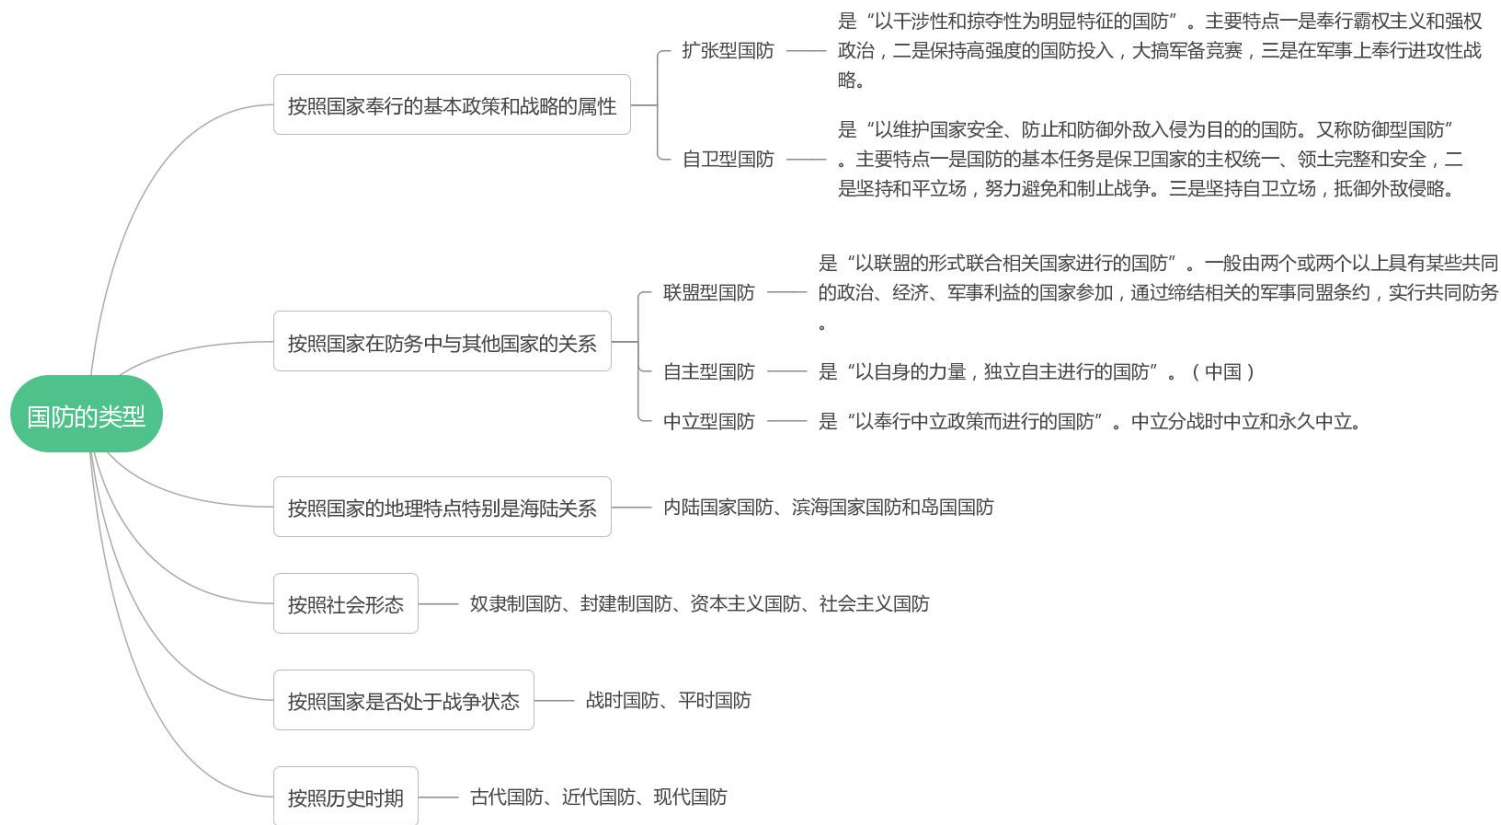 国防的类型
按照国家奉行的基本政策和战略的属性
扩张型国防
是“以干涉性和掠夺性为明显特征的国防”。主要特点一是奉行霸权主义和强权
政治，二是保持高强度的国防投入，大搞军备竞赛，三是在军事上奉行进攻性战
略。
自卫型国防
是“以维护国家安全、防止和防御外敌入侵为目的的国防。又称防御型国防”
。主要特点一是国防的基本任务是保卫国家的主权统一、领土完整和安全，二
是坚持和平立场，努力避免和制止战争。三是坚持自卫立场，抵御外敌侵略。
按照国家在防务中与其他国家的关系
联盟型国防
是“以联盟的形式联合相关国家进行的国防”。一般由两个或两个以上具有某些共同
的政治、经济、军事利益的国家参加，通过缔结相关的军事同盟条约，实行共同防务
。
自主型国防
是“以自身的力量，独立自主进行的国防”。（中国）
中立型国防
是“以奉行中立政策而进行的国防”。中立分战时中立和永久中立。
按照国家的地理特点特别是海陆关系
内陆国家国防、滨海国家国防和岛国国防
按照社会形态
奴隶制国防、封建制国防、资本主义国防、社会主义国防
按照国家是否处于战争状态
战时国防、平时国防
按照历史时期
古代国防、近代国防、现代国防